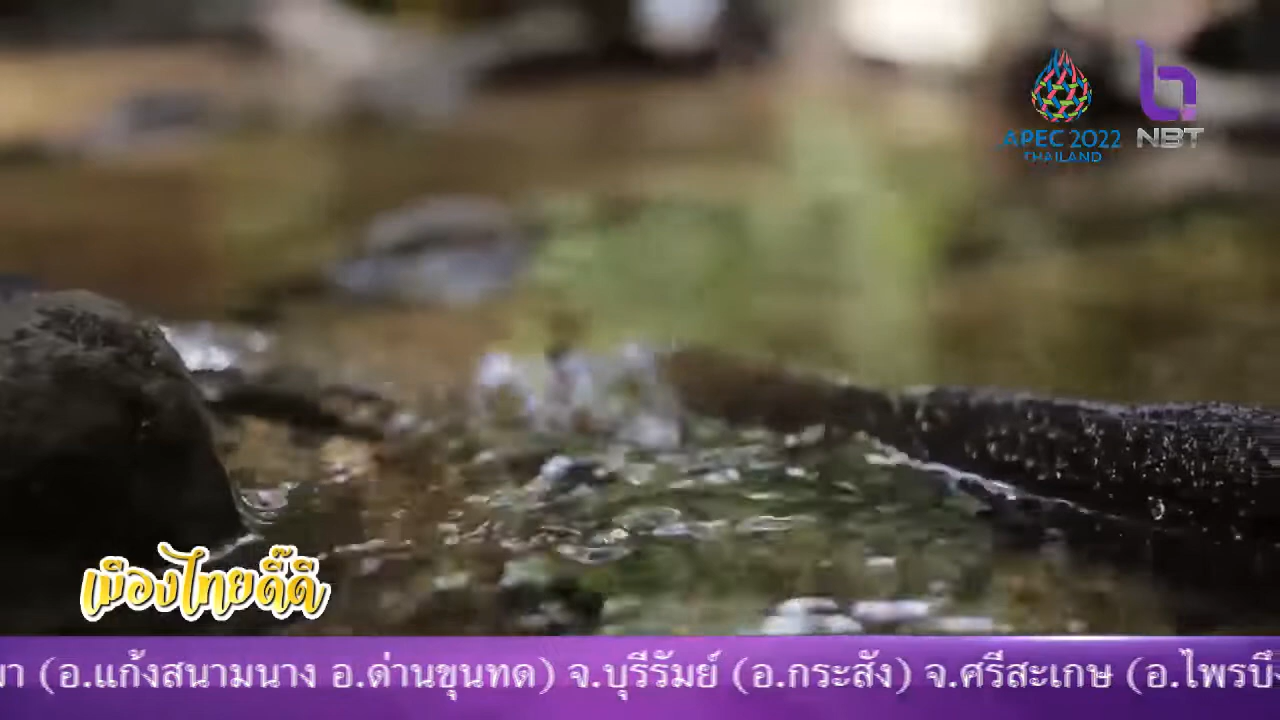 APEC 2022
THAILAND
NBT
เมืองไทยดี๊ดี
(อ.แก้งสนามนาง อ.ด่านขุนทด) จ.บุรีรัมย์ (อ.กระสัง) จ.ศรีสะเกษ (อ.ไพรบึง